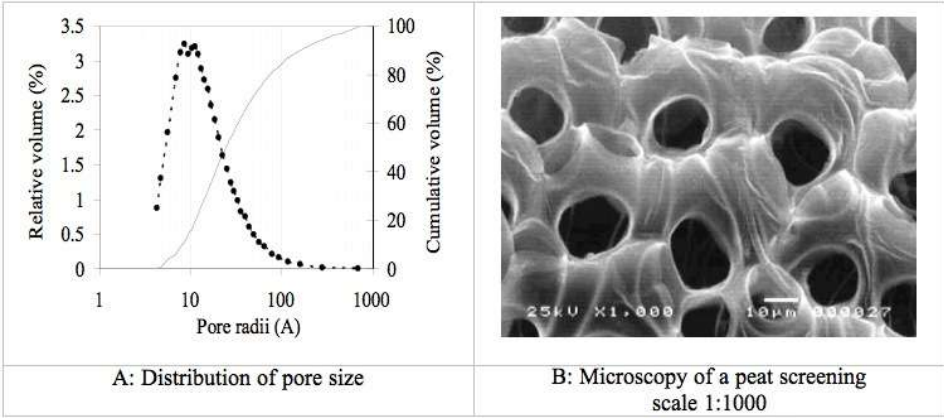 3.5
3
2.5
2
1.5
1
0.5
0
Relative volume (%)
100
80
60
40
20
0
Cumulative volume (%)
1 10 100 1000
Pore radii (A)
25kV X1,000 10µm 000027
A: Distribution of pore size
B: Microscopy of a peat screening
scale 1:1000